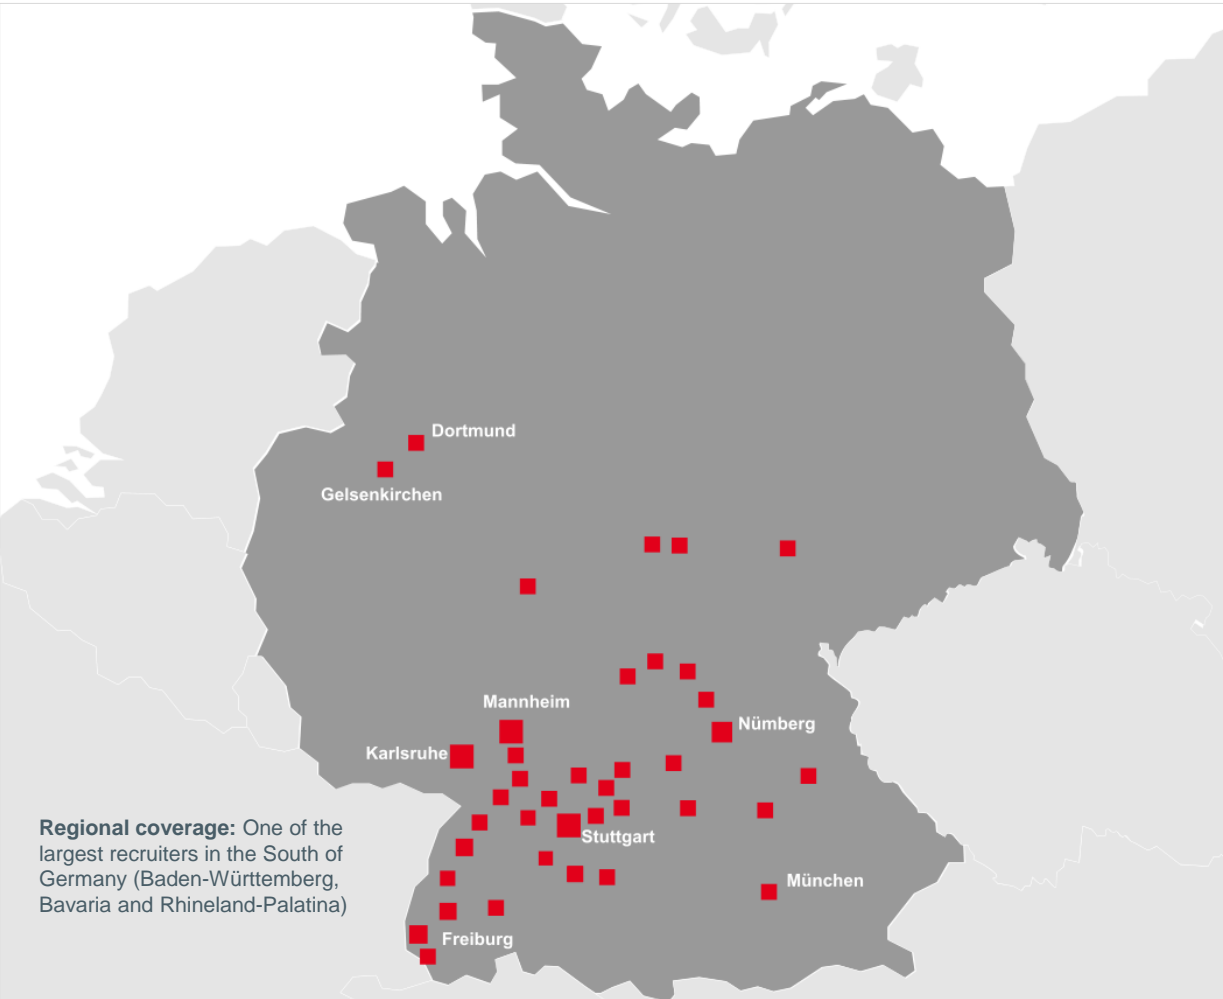 Dortmund
Gelsenkirchen
Mannheim
Nümberg
Karlsruhe
Regional coverage: One of the
largest recruiters in the South of
Germany (Baden-Württemberg,
Bavaria and Rhineland-Palatina)
Stuttgart
München
Freiburg